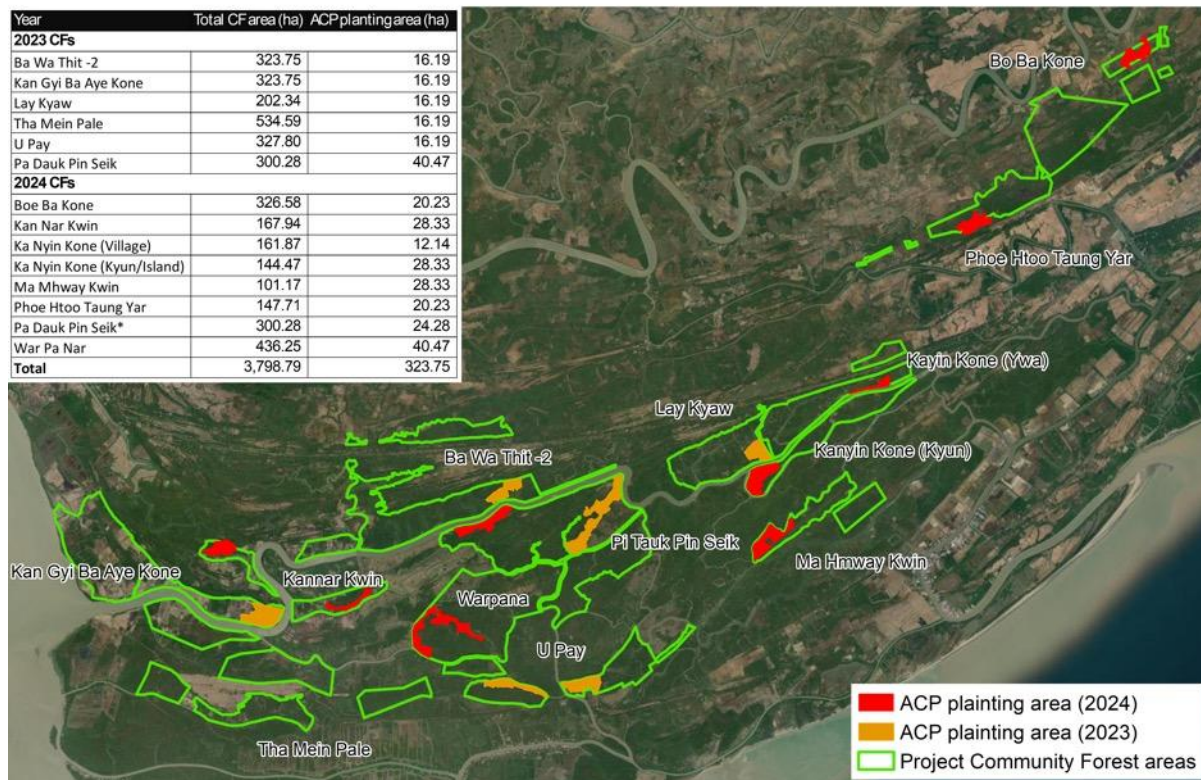 Year Total CF area (ha) ACP planting area (ha)
2023 CFs
Ba Wa Thit -2 323.75 16.19
Kan Gyi Ba Aye Kone 323.75 16.19
Lay Kyaw 202.34 16.19
Tha Mein Pale 534.59 16.19
U Pay 327.80 16.19
Pa Dauk Pin Seik 300.28 40.47
2024 CFs
Boe Ba Kone 326.58 20.23
Kan Nar Kwin 167.94 28.33
Ka Nyin Kone (Village) 161.87 12.14
Ka Nyin Kone (Kyun/Island) 144.47 28.33
Ma Mhway Kwin 101.17 28.33
Phoe Htoo Taung Yar 147.71 20.23
Pa Dauk Pin Seik* 300.28 24.28
War Pa Nar 436.25 40.47
Total 3,798.79 323.75
Bo Ba Kone
Phoe Htoo Taung Yar
Kayin Kone (Ywa)
Lay Kyaw
Kanyin Kone (Kyun)
Ba Wa Thit -2
Pi Tauk Pin Seik
Ma Hmway Kwin
Kan Gyi Ba Aye Kone
Kannar Kwin
Warpana
U Pay
Tha Mein Pale
ACP plainting area (2024)
ACP plainting area (2023)
Project Community Forest areas